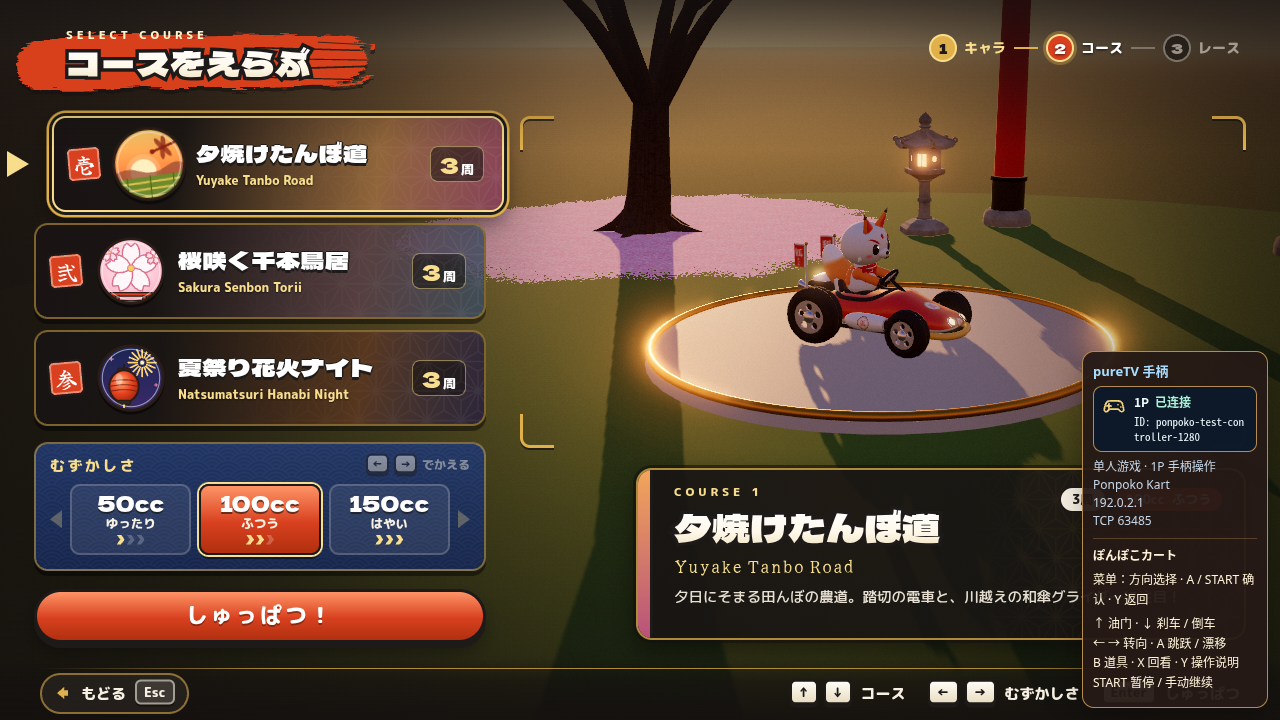 SELECT COURSE
コースをえらぶ
1 キャラ
2 コース
3 レース
壱
夕焼けたんぼ道
Yuyake Tanbo Road
3周
弐
桜咲く千本鳥居
Sakura Senbon Torii
3周
参
夏祭り花火ナイト
Natsumatsuri Hanabi Night
3周
むずかしさ
← → でかえる
50cc
ゆったり
100cc
ふつう
150cc
はやい
しゅっぱつ！
もどる Esc
COURSE 1
夕焼けたんぼ道
Yuyake Tanbo Road
夕日にそまる田んぼの農道。踏切の電車と、川越えの和傘グラ
↑ ↓ コース
← → むずかしさ
pureTV 手柄
1P 已连接
ID: ponpoko-test-con
troller-1280
单人游戏 · 1P 手柄操作
Ponpoko Kart
192.0.2.1
TCP 63485
ぽんぽこカート
菜单：方向选择 · A / START 确
认 · Y 返回
↑ 油门 · ↓ 刹车 / 倒车
←→ 转向 · A 跳跃 / 漂移
B 道具 · X 回看 · Y 操作说明
START 暂停 / 手动继续